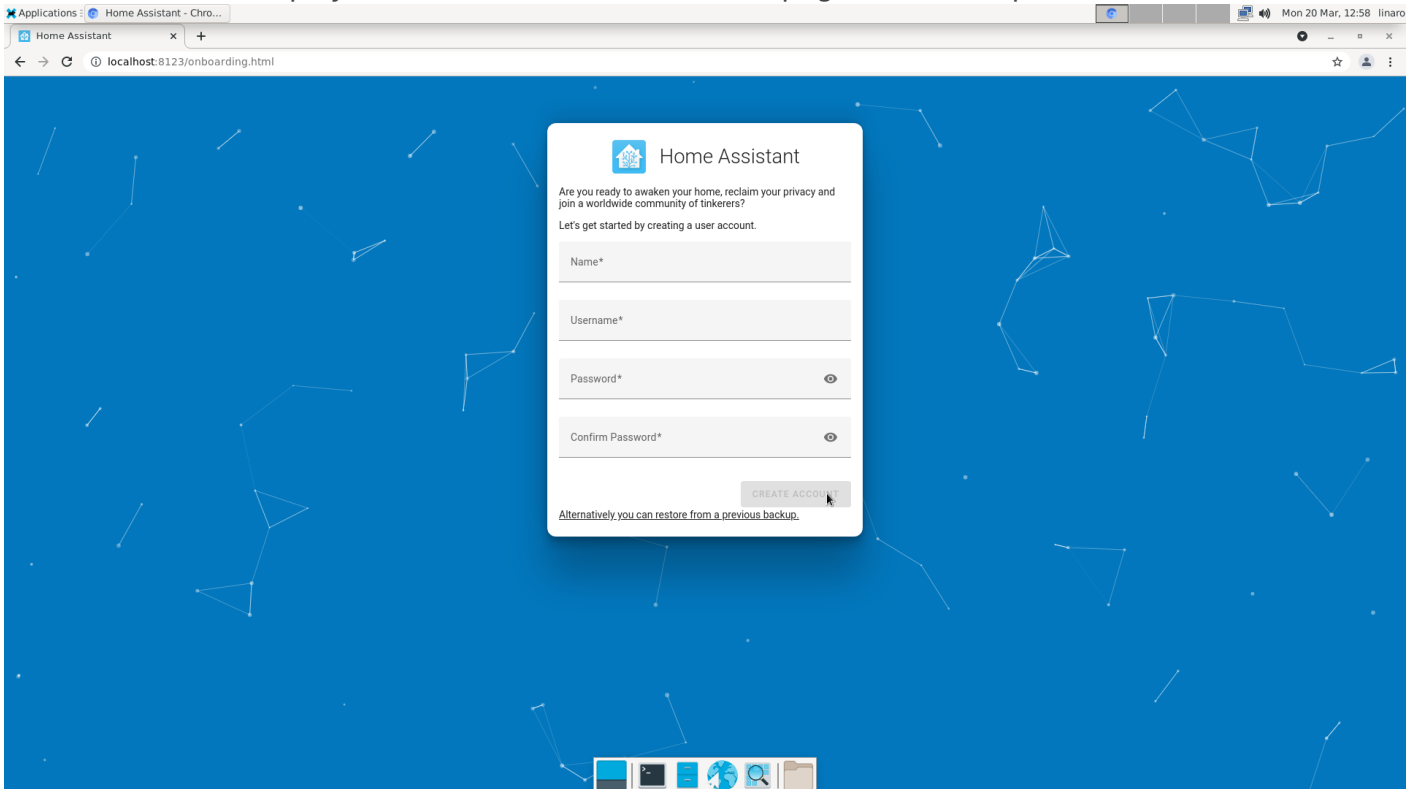 Applications
Home Assistant - Chro...
Mon 20 Mar, 12:58
linaro
Home Assistant
localhost:8123/onboarding.html
Home Assistant
Are you ready to awaken your home, reclaim your privacy and
join a worldwide community of tinkerers?
Let's get started by creating a user account.
Name*
Username*
Password*
Confirm Password*
CREATE ACCOUNT
Alternatively you can restore from a previous backup.